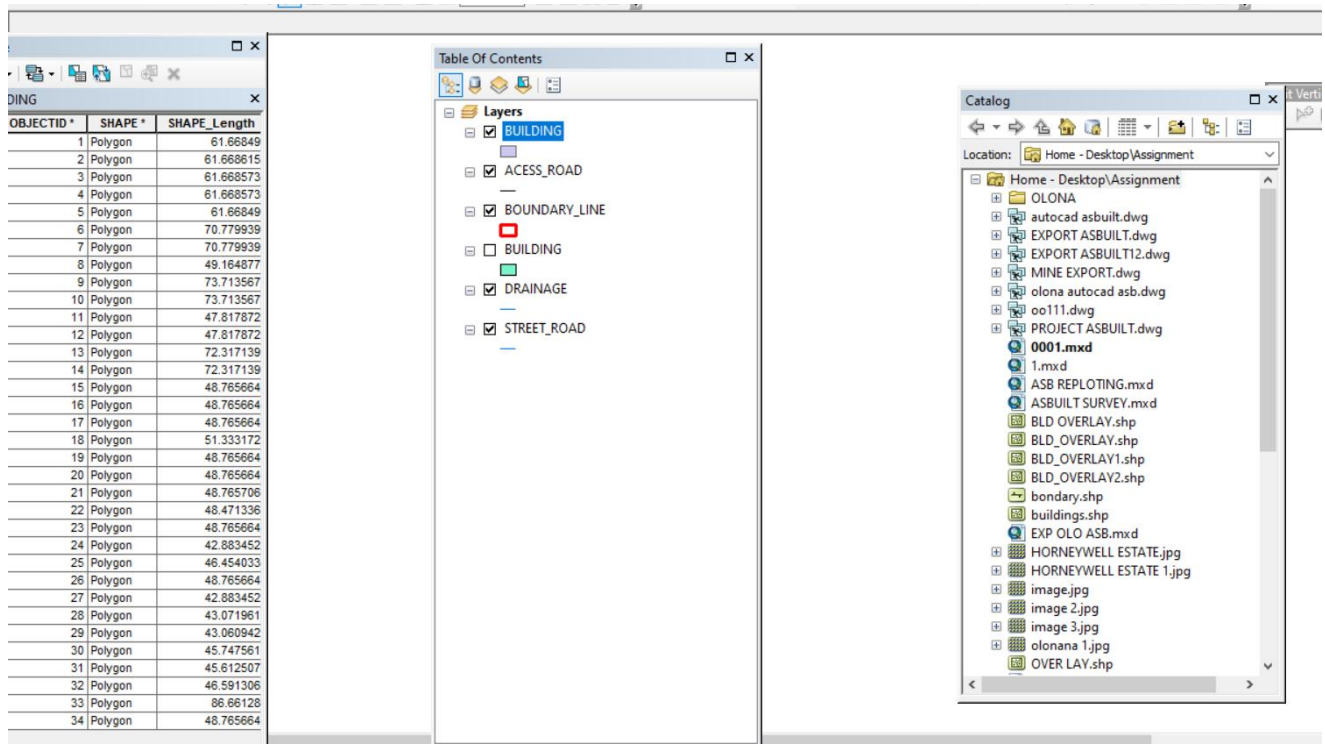 DING
OBJECTID * SHAPE * SHAPE_Length
1 Polygon 61.66849
2 Polygon 61.668615
3 Polygon 61.668573
4 Polygon 61.668573
5 Polygon 61.66849
6 Polygon 70.779939
7 Polygon 70.779939
8 Polygon 49.164877
9 Polygon 73.713567
10 Polygon 73.713567
11 Polygon 47.817872
12 Polygon 47.817872
13 Polygon 72.317139
14 Polygon 72.317139
15 Polygon 48.765664
16 Polygon 48.765664
17 Polygon 48.765664
18 Polygon 51.333172
19 Polygon 48.765664
20 Polygon 48.765664
21 Polygon 48.765706
22 Polygon 48.471336
23 Polygon 48.765664
24 Polygon 42.883452
25 Polygon 46.454033
26 Polygon 48.765664
27 Polygon 42.883452
28 Polygon 43.071961
29 Polygon 43.060942
30 Polygon 45.747561
31 Polygon 45.612507
32 Polygon 46.591306
33 Polygon 86.66128
34 Polygon 48.765664
Table Of Contents
Layers
BUILDING
ACESS_ROAD
BOUNDARY_LINE
BUILDING
DRAINAGE
STREET_ROAD
Catalog
Location: Home - Desktop\Assignment
Home - Desktop\Assignment
OLONA
autocad asbuilt.dwg
EXPORT ASBUILT.dwg
EXPORT ASBUILT12.dwg
MINE EXPORT.dwg
olona autocad asb.dwg
oo111.dwg
PROJECT ASBUILT.dwg
0001.mxd
1.mxd
ASB REPLOTING.mxd
ASBUILT SURVEY.mxd
BLD OVERLAY.shp
BLD_OVERLAY.shp
BLD_OVERLAY1.shp
BLD_OVERLAY2.shp
bondary.shp
buildings.shp
EXP OLO ASB.mxd
HORNEYWELL ESTATE.jpg
HORNEYWELL ESTATE 1.jpg
image.jpg
image 2.jpg
image 3.jpg
olonana 1.jpg
OVER LAY.shp
it Verti